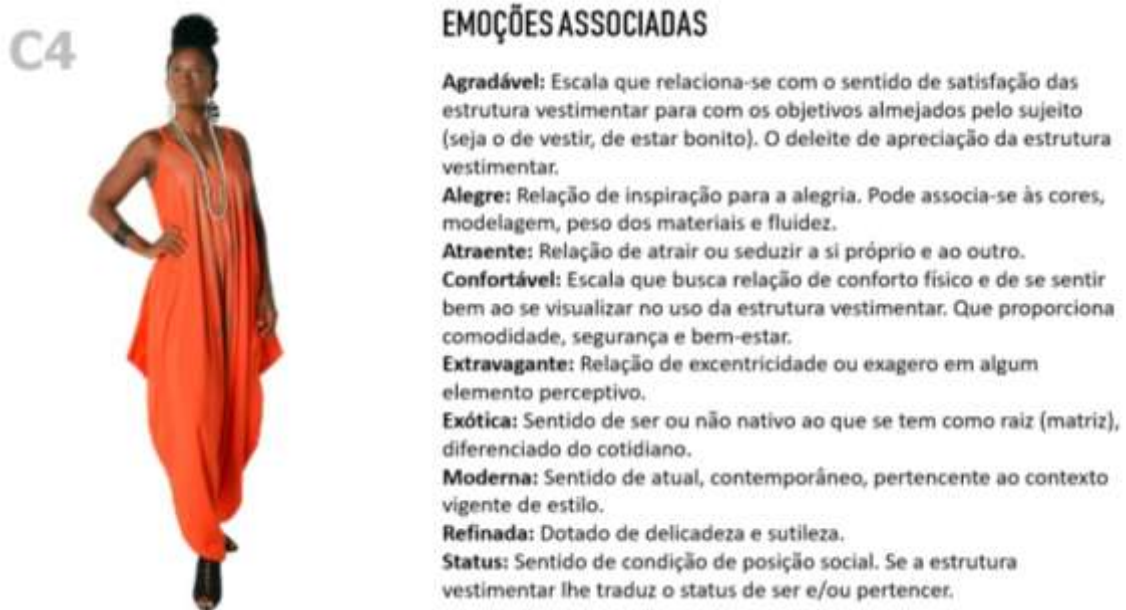 C4
EMOÇÕES ASSOCIADAS
Agradável: Escala que relaciona-se com o sentido de satisfação das
estrutura vestimentar para com os objetivos almejados pelo sujeito
(seja o de vestir, de estar bonito). O deleite de apreciação da estrutura
vestimentar.
Alegre: Relação de inspiração para a alegria. Pode associa-se às cores,
modelagem, peso dos materiais e fluidez.
Atraente: Relação de atrair ou seduzir a si próprio e ao outro.
Confortável: Escala que busca relação de conforto físico e de se sentir
bem ao se visualizar no uso da estrutura vestimentar. Que proporciona
comodidade, segurança e bem-estar.
Extravagante: Relação de excentricidade ou exagero em algum
elemento perceptivo.
Exótica: Sentido de ser ou não nativo ao que se tem como raiz (matriz),
diferenciado do cotidiano.
Moderna: Sentido de atual, contemporâneo, pertencente ao contexto
vigente de estilo.
Refinada: Dotado de delicadeza e sutileza.
Status: Sentido de condição de posição social. Se a estrutura
vestimentar lhe traduz o status de ser e/ou pertencer.